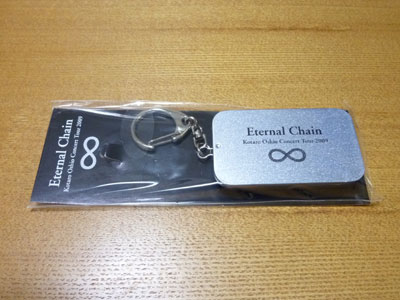 Eternal Chain
Kotaro Oshio Concert Tour 2009
Eternal Chain
Kotaro Oshio Concert Tour 2009